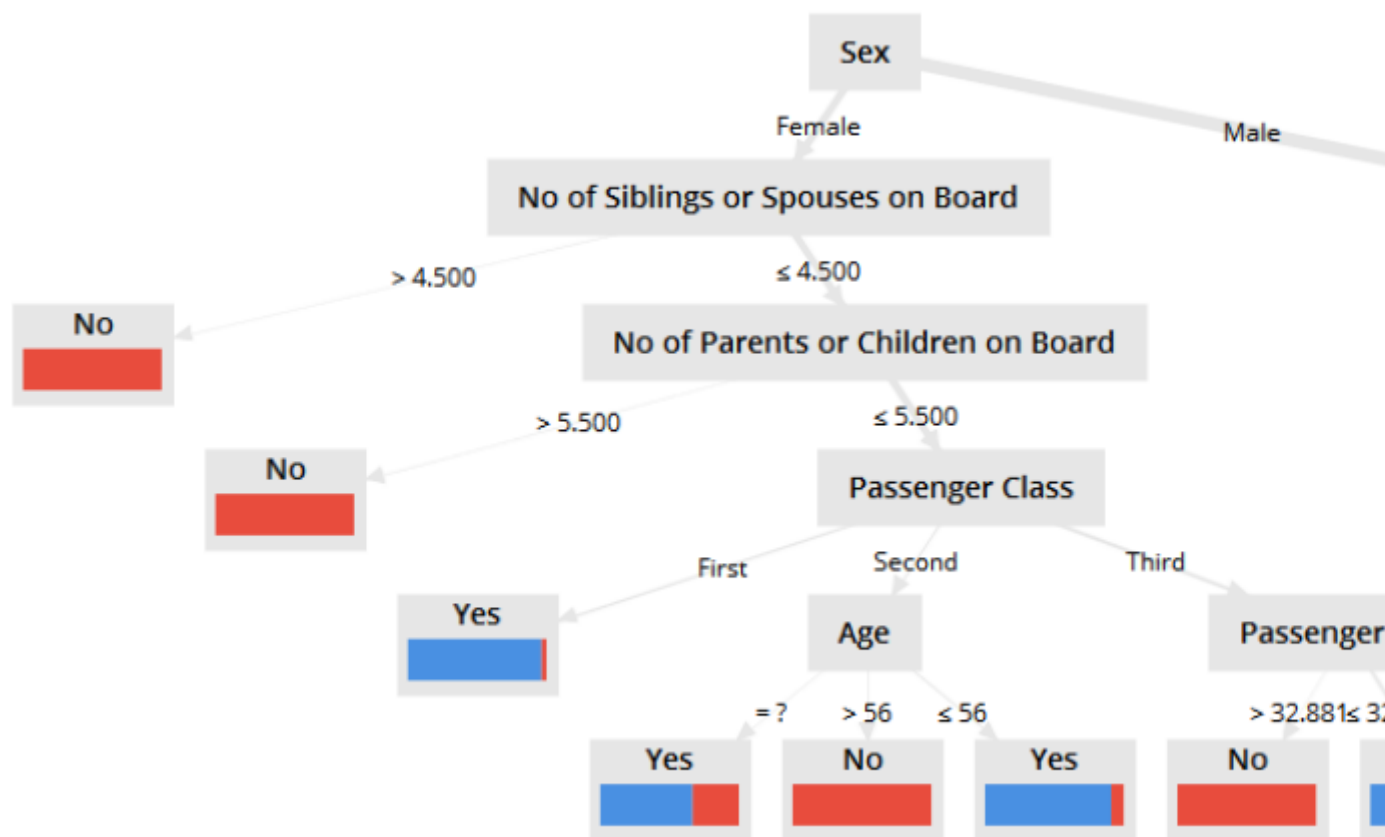 Sex
Female
Male
No of Siblings or Spouses on Board
> 4.500
≤ 4.500
No
No of Parents or Children on Board
> 5.500
≤ 5.500
No
Passenger Class
First
Second
Third
Yes
Age
Passenger
= ?
> 56
≤ 56
> 32.881
≤ 32
Yes
No
Yes
No